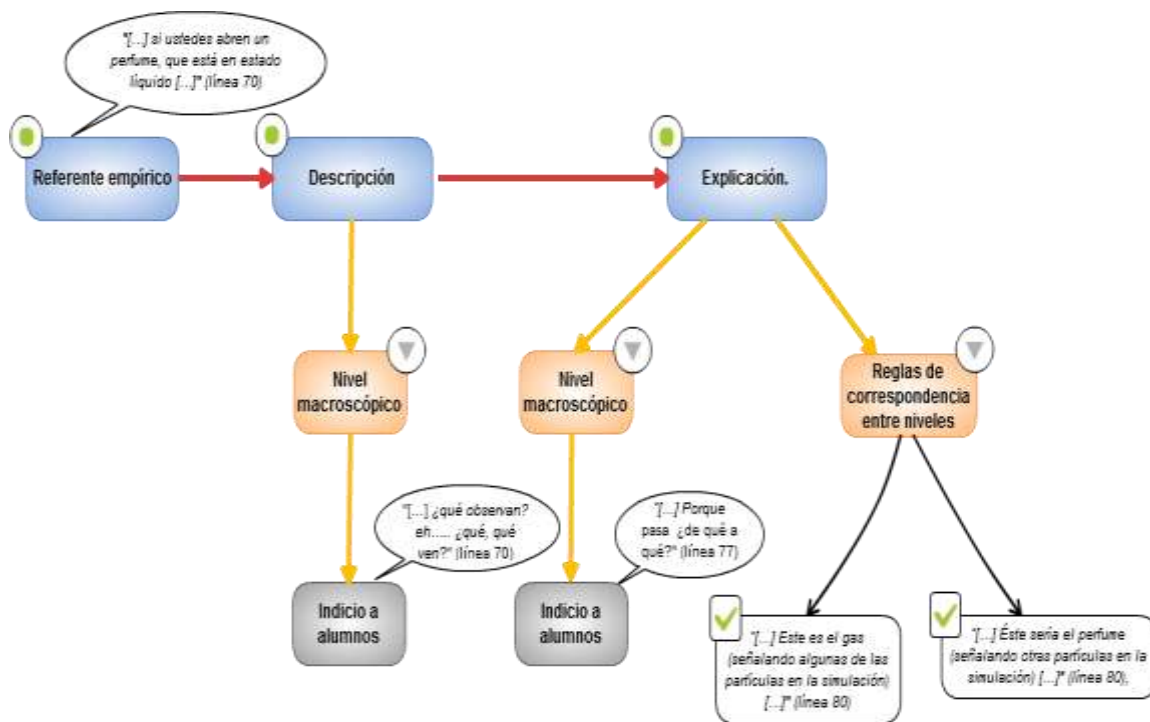 "[...] si ustedes abren un
perfume, que está en estado
líquido [...]" (línea 70)
Referente empírico
Descripción
Explicación.
Nivel
macroscópico
Nivel
macroscópico
Reglas de
correspondencia
entre niveles
"[...] ¿qué observan?
eh..... ¿qué, qué
ven?" (línea 70)
"[...] Porque
pasa ¿de qué a
qué?" (línea 77)
Indicio a
alumnos
Indicio a
alumnos
"[...] Este es el gas
(señalando algunas de las
partículas en la simulación)
[...]" (línea 80)
"[...] Éste sería el perfume
(señalando otras partículas en la
simulación) [...]" (línea 80),